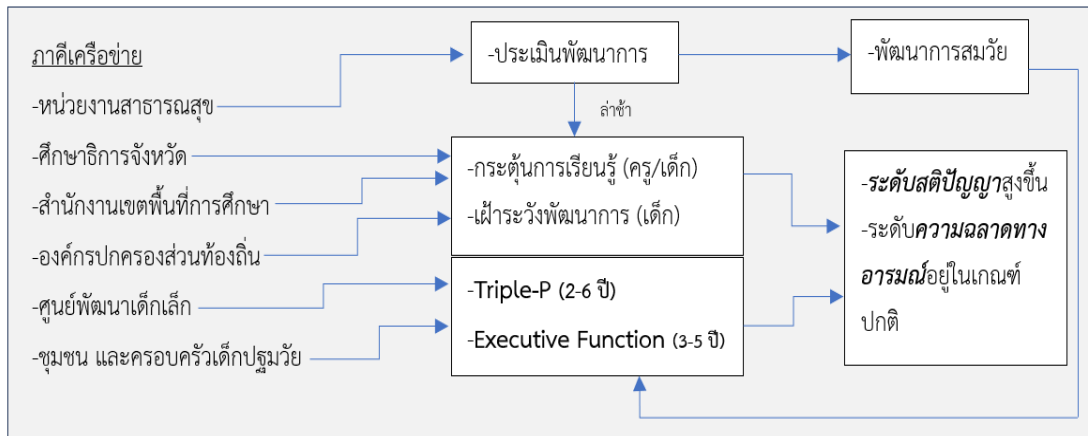 ภาคีเครือข่าย
-หน่วยงานสาธารณสุข
-ศึกษาธิการจังหวัด
-สำนักงานเขตพื้นที่การศึกษา
-องค์กรปกครองส่วนท้องถิ่น
-ศูนย์พัฒนาเด็กเล็ก
-ชุมชน และครอบครัวเด็กปฐมวัย
-ประเมินพัฒนาการ
-พัฒนาการสมวัย
ล่าช้า
-กระตุ้นการเรียนรู้ (ครู/เด็ก)
-เฝ้าระวังพัฒนาการ (เด็ก)
-Triple-P (2-6 ปี)
-Executive Function (3-5 ปี)
-ระดับสติปัญญาสูงขึ้น
-ระดับความฉลาดทาง
อารมณ์อยู่ในเกณฑ์
ปกติ